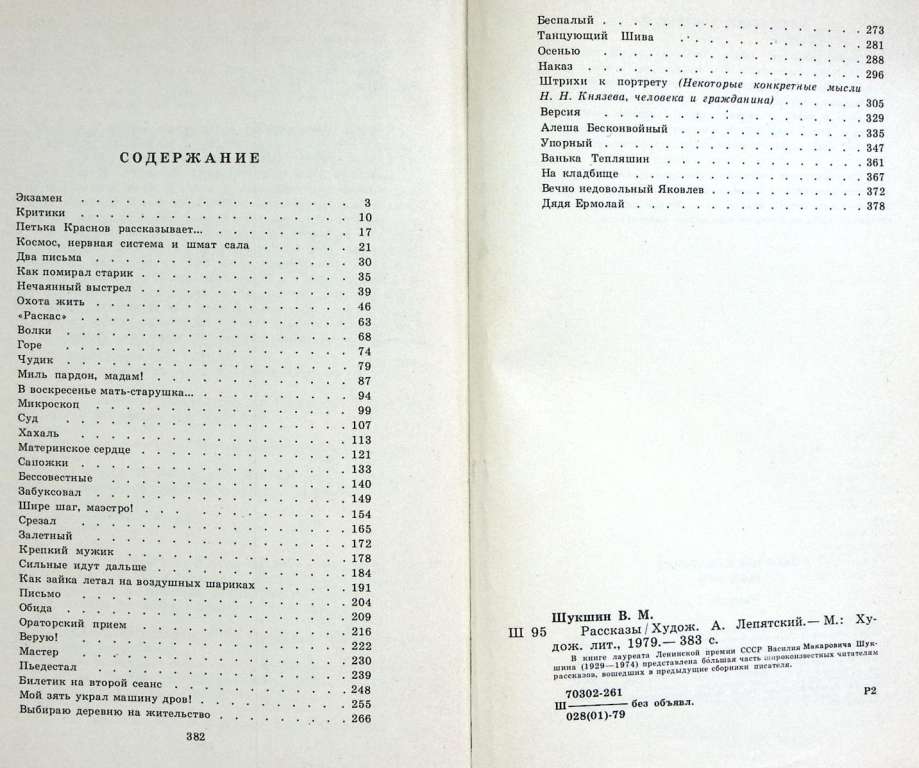 СОДЕРЖАНИЕ
Экзамен . . . . . . . . . . . . . . . . . . 3
Критики . . . . . . . . . . . . . . . . . . 10
Петька Краснов рассказывает... . . . . . . . . . 17
Космос, нервная система и шмат сала . . . . . . 21
Два письма . . . . . . . . . . . . . . . . . 30
Как помирал старик . . . . . . . . . . . . . . 35
Нечаянный выстрел . . . . . . . . . . . . . . 39
Охота жить . . . . . . . . . . . . . . . . . 46
«Раскас» . . . . . . . . . . . . . . . . . . 63
Волки . . . . . . . . . . . . . . . . . . . 68
Горе . . . . . . . . . . . . . . . . . . . 74
Чудик . . . . . . . . . . . . . . . . . . . 79
Миль пардон, мадам! . . . . . . . . . . . . . 87
В воскресенье мать-старушка... . . . . . . . . . 94
Микроскоп . . . . . . . . . . . . . . . . . 99
Суд . . . . . . . . . . . . . . . . . . . 107
Хахаль . . . . . . . . . . . . . . . . . . 113
Материнское сердце . . . . . . . . . . . . . . 121
Сапожки . . . . . . . . . . . . . . . . . . 133
Бессовестные . . . . . . . . . . . . . . . . 140
Забуксовал . . . . . . . . . . . . . . . . . 149
Шире шаг, маэстро! . . . . . . . . . . . . . . 154
Срезал . . . . . . . . . . . . . . . . . . 165
Залетный . . . . . . . . . . . . . . . . . 172
Крепкий мужик . . . . . . . . . . . . . . . . 178
Сильные идут дальше . . . . . . . . . . . . . 184
Как зайка летал на воздушных шариках . . . . . . 191
Письмо . . . . . . . . . . . . . . . . . . 204
Обида . . . . . . . . . . . . . . . . . . . 209
Ораторский прием . . . . . . . . . . . . . . . 216
Верую! . . . . . . . . . . . . . . . . . . 222
Мастер . . . . . . . . . . . . . . . . . . 230
Пьедестал . . . . . . . . . . . . . . . . . 239
Билетик на второй сеанс . . . . . . . . . . . . 248
Мой зять украл машину дров! . . . . . . . . . . 255
Выбираю деревню на жительство . . . . . . . . . 266
382
Беспалый . . . . . . . . . . . . . . . . . 273
Танцующий Шива . . . . . . . . . . . . . . 281
Осенью . . . . . . . . . . . . . . . . . . 288
Наказ . . . . . . . . . . . . . . . . . . . 296
Штрихи к портрету (Некоторые конкретные мысли
Н. Н. Князева, человека и гражданина) . . . . . . 305
Версия . . . . . . . . . . . . . . . . . . 329
Алеша Бесконвойный . . . . . . . . . . . . . 335
Упорный . . . . . . . . . . . . . . . . . . 347
Ванька Тепляшин . . . . . . . . . . . . . . 361
На кладбище . . . . . . . . . . . . . . . . 367
Вечно недовольный Яковлев . . . . . . . . . . . 372
Дядя Ермолай . . . . . . . . . . . . . . . . 378
Шукшин В. М.
Ш 95 Рассказы/Худож. А. Лепятский.— М.: Ху-
дож. лит., 1979.— 383 с.
В книге лауреата Ленинской премии СССР Василия Макаровича Шук-
шина (1929—1974) представлена бо́льшая часть широкоизвестных читателям
рассказов, вошедших в предыдущие сборники писателя.
70302-261
Ш———— без объявл. Р2
028(01)-79